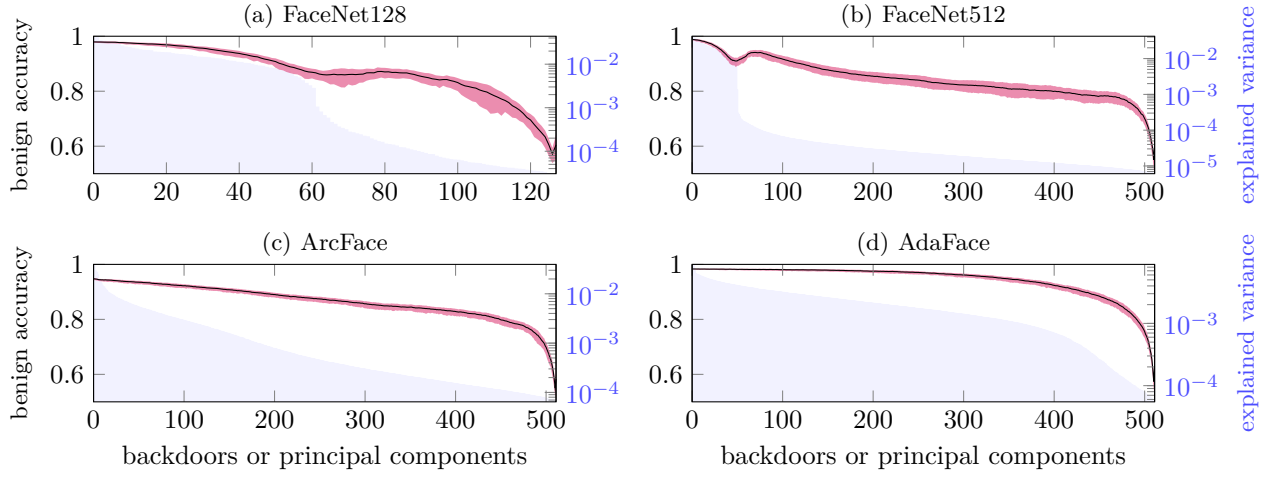 (a) FaceNet128
(b) FaceNet512
benign accuracy
1
0.8
0.6
0 20 40 60 80 100 120
10⁻²
10⁻³
10⁻⁴
1
0.8
0.6
0 100 200 300 400 500
10⁻²
10⁻³
10⁻⁴
10⁻⁵
explained variance
(c) ArcFace
(d) AdaFace
benign accuracy
1
0.8
0.6
0 100 200 300 400 500
10⁻²
10⁻³
10⁻⁴
backdoors or principal components
1
0.8
0.6
0 100 200 300 400 500
10⁻³
10⁻⁴
explained variance
backdoors or principal components